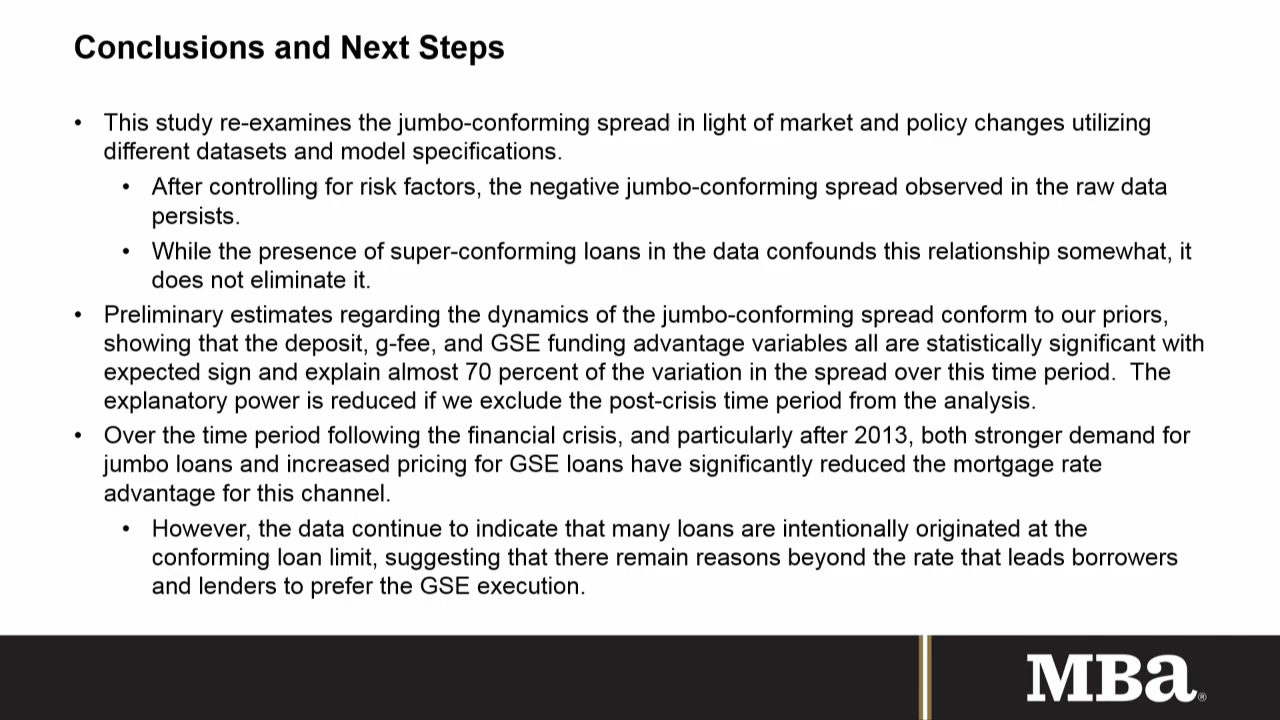 Conclusions and Next Steps
• This study re-examines the jumbo-conforming spread in light of market and policy changes utilizing
different datasets and model specifications.
• After controlling for risk factors, the negative jumbo-conforming spread observed in the raw data
persists.
• While the presence of super-conforming loans in the data confounds this relationship somewhat, it
does not eliminate it.
• Preliminary estimates regarding the dynamics of the jumbo-conforming spread conform to our priors,
showing that the deposit, g-fee, and GSE funding advantage variables all are statistically significant with
expected sign and explain almost 70 percent of the variation in the spread over this time period. The
explanatory power is reduced if we exclude the post-crisis time period from the analysis.
• Over the time period following the financial crisis, and particularly after 2013, both stronger demand for
jumbo loans and increased pricing for GSE loans have significantly reduced the mortgage rate
advantage for this channel.
• However, the data continue to indicate that many loans are intentionally originated at the
conforming loan limit, suggesting that there remain reasons beyond the rate that leads borrowers
and lenders to prefer the GSE execution.
MBa®